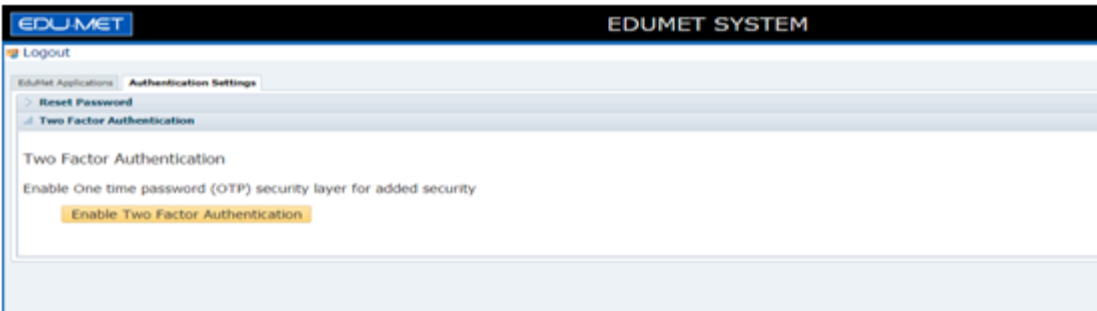 EDU-MET
EDUMET SYSTEM
Logout
EduMet Applications Authentication Settings
Reset Password
Two Factor Authentication
Two Factor Authentication
Enable One time password (OTP) security layer for added security
Enable Two Factor Authentication